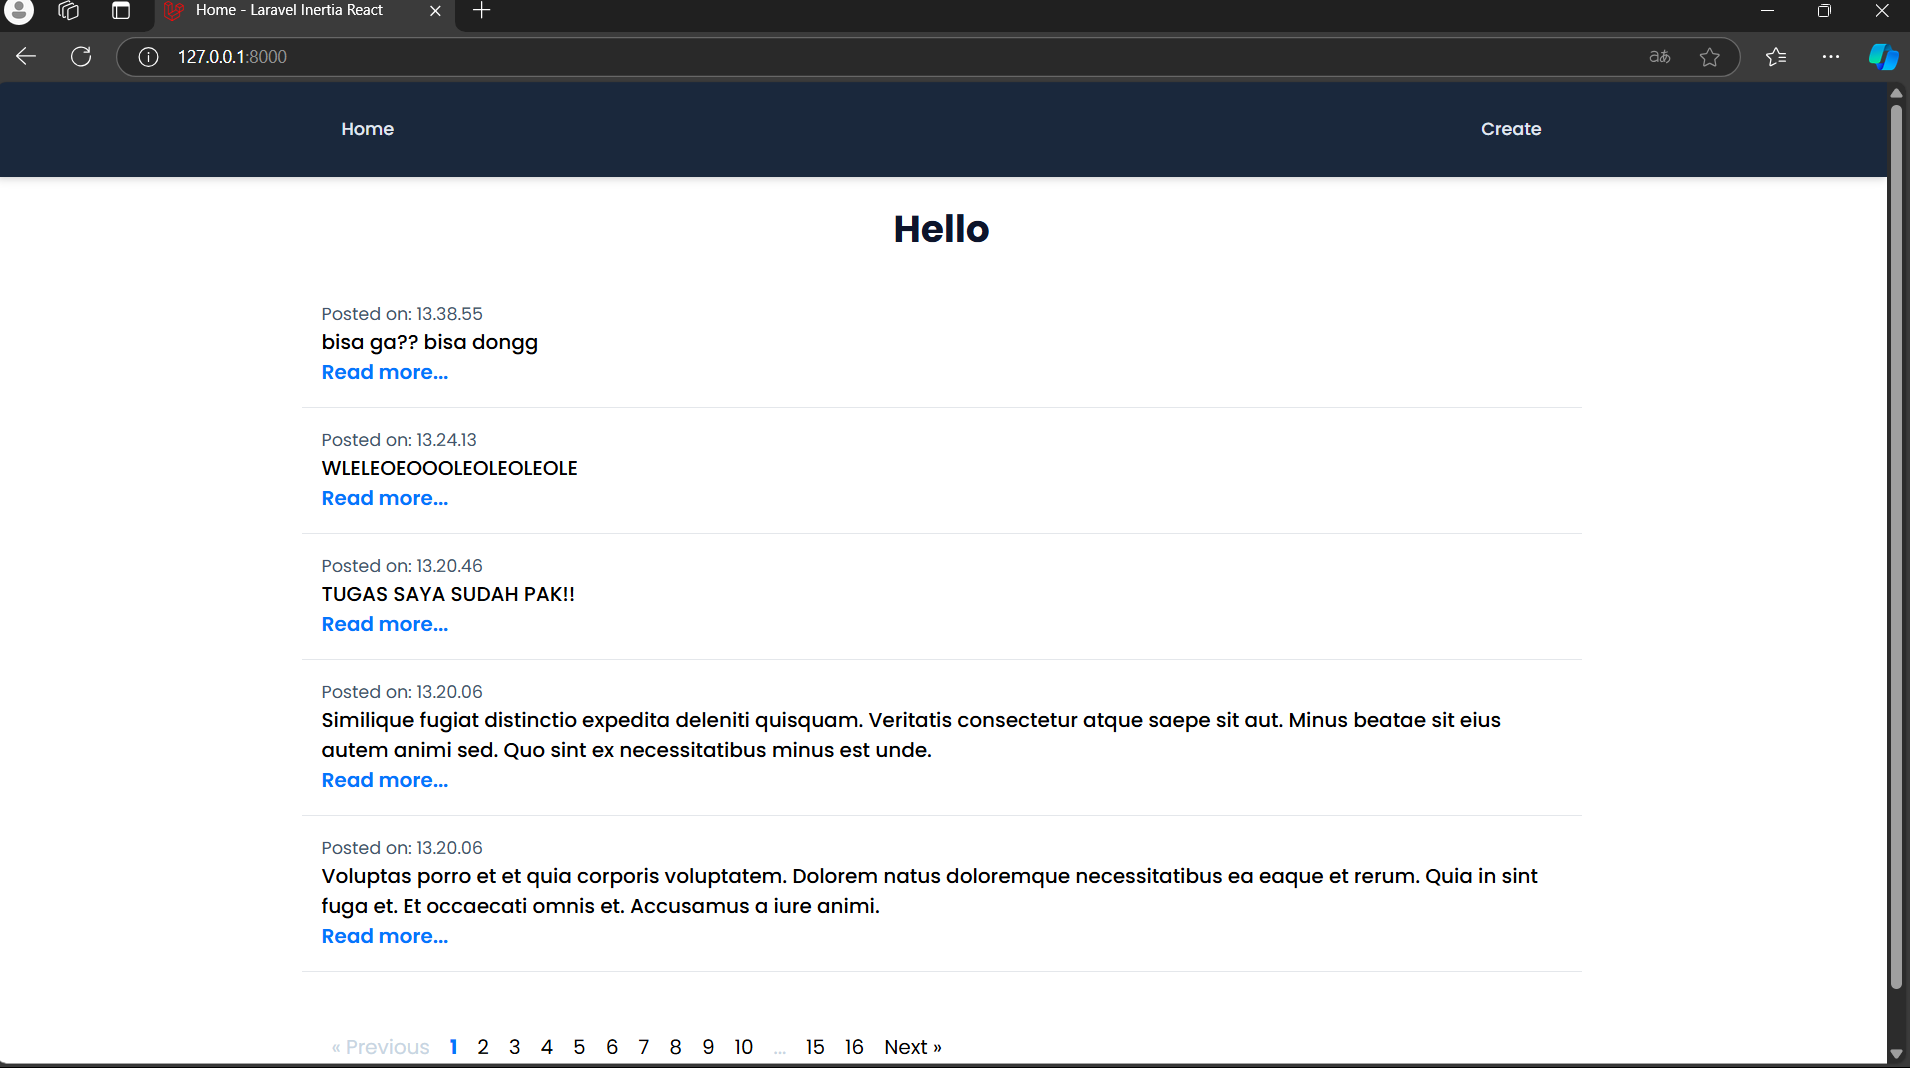 Home - Laravel Inertia React
127.0.0.1:8000
aあ
Home
Create
Hello
Posted on: 13.38.55
bisa ga?? bisa dongg
Read more...
Posted on: 13.24.13
WLELEOEOOOLEOLEOLEOLE
Read more...
Posted on: 13.20.46
TUGAS SAYA SUDAH PAK!!
Read more...
Posted on: 13.20.06
Similique fugiat distinctio expedita deleniti quisquam. Veritatis consectetur atque saepe sit aut. Minus beatae sit eius
autem animi sed. Quo sint ex necessitatibus minus est unde.
Read more...
Posted on: 13.20.06
Voluptas porro et et quia corporis voluptatem. Dolorem natus doloremque necessitatibus ea eaque et rerum. Quia in sint
fuga et. Et occaecati omnis et. Accusamus a iure animi.
Read more...
« Previous 1 2 3 4 5 6 7 8 9 10 ... 15 16 Next »